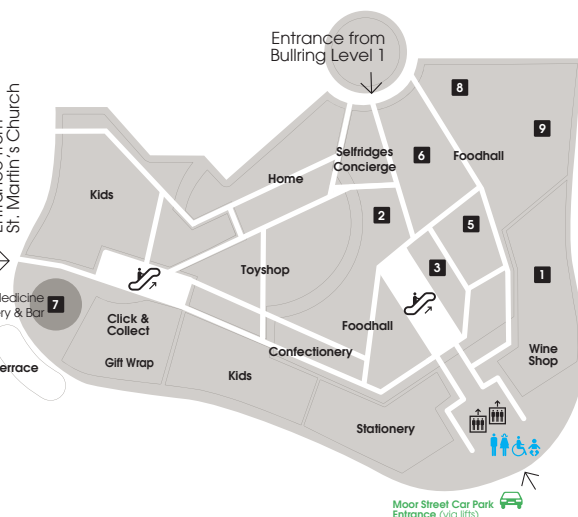 Entrance from
Bullring Level 1
St. Martin's Church
8
9
Selfridges
Concierge
6
Foodhall
Kids
Home
2
5
Toyshop
3
1
7
Click &
Collect
Foodhall
Gift Wrap
Confectionery
Wine
Shop
Kids
Stationery
Moor Street Car Park
Entrance (via lifts)